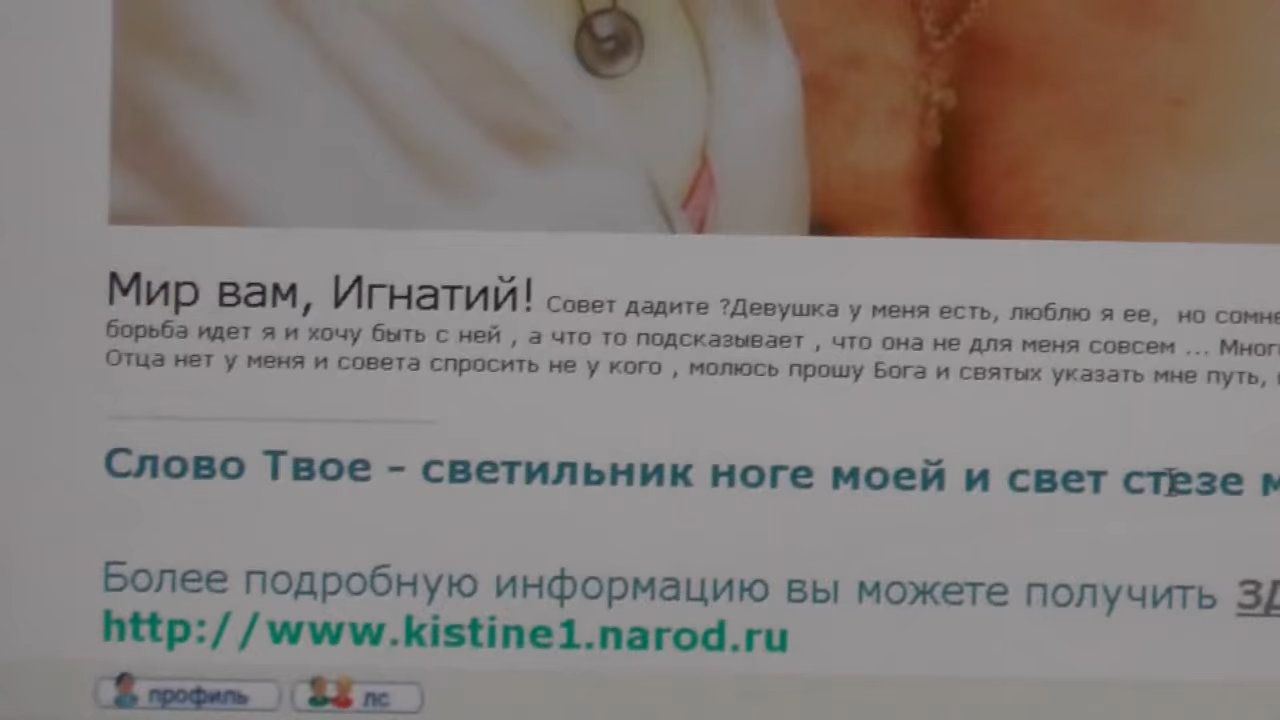 Мир вам, Игнатий! Совет дадите ?Девушка у меня есть, люблю я ее, но
борьба идет я и хочу быть с ней , а что то подсказывает , что она не для меня совсем ...
Отца нет у меня и совета спросить не у кого , молюсь прошу Бога и святых указать мне путь,
Слово Твое - светильник ноге моей и свет стезе
Более подробную информацию вы можете получить
http://www.kistine1.narod.ru
профиль лс